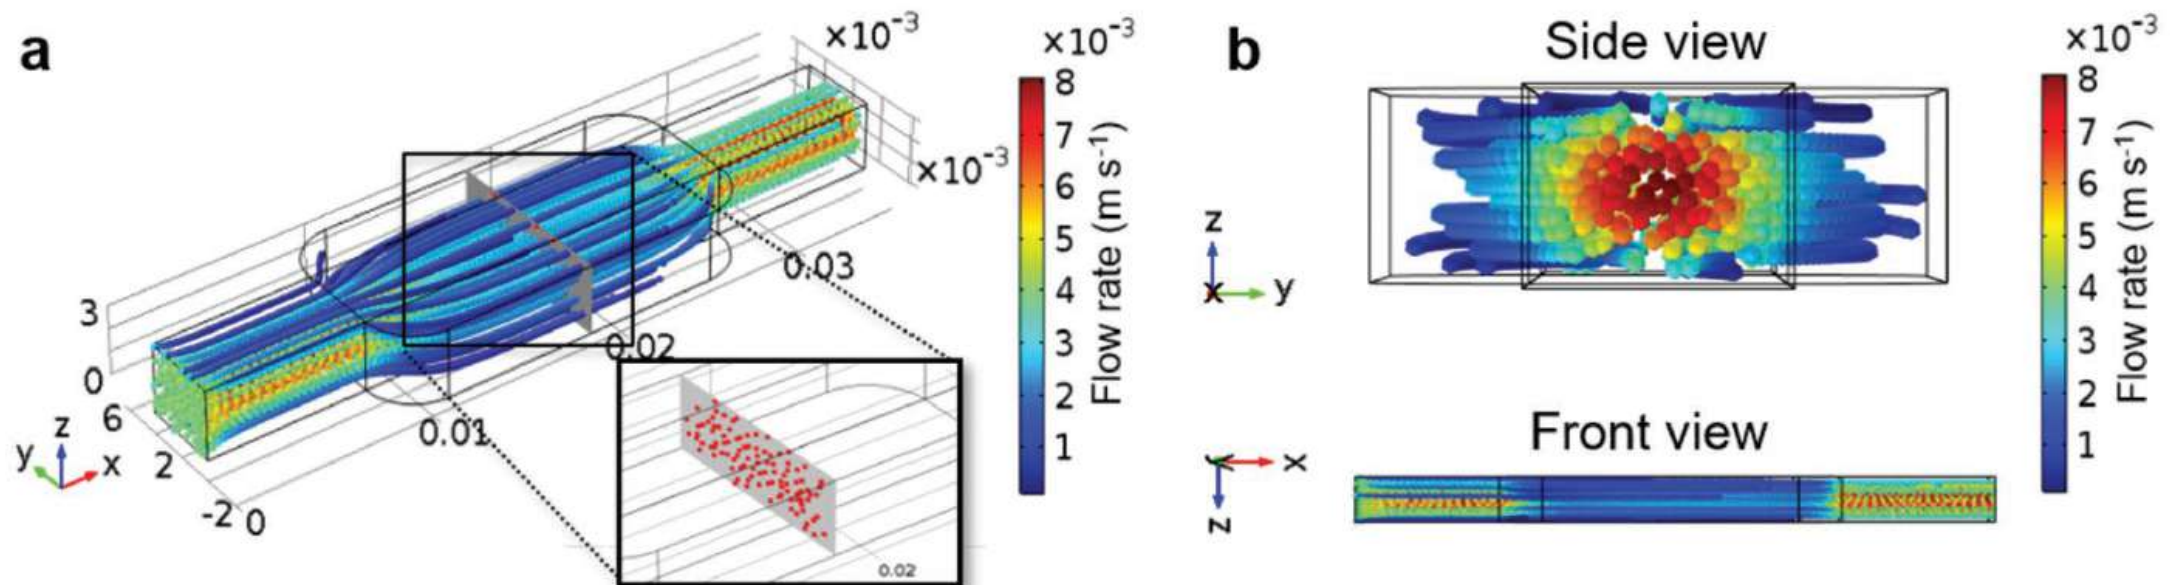 a
×10⁻³
×10⁻³
×10⁻³
8
7
6
5
4
3
2
1
Flow rate (m s⁻¹)
3
0
6
2
-2
0
0.01
0.02
0.03
z
y
x
0.02
b
Side view
×10⁻³
8
7
6
5
4
3
2
1
Flow rate (m s⁻¹)
z
x
y
Front view
y
x
z